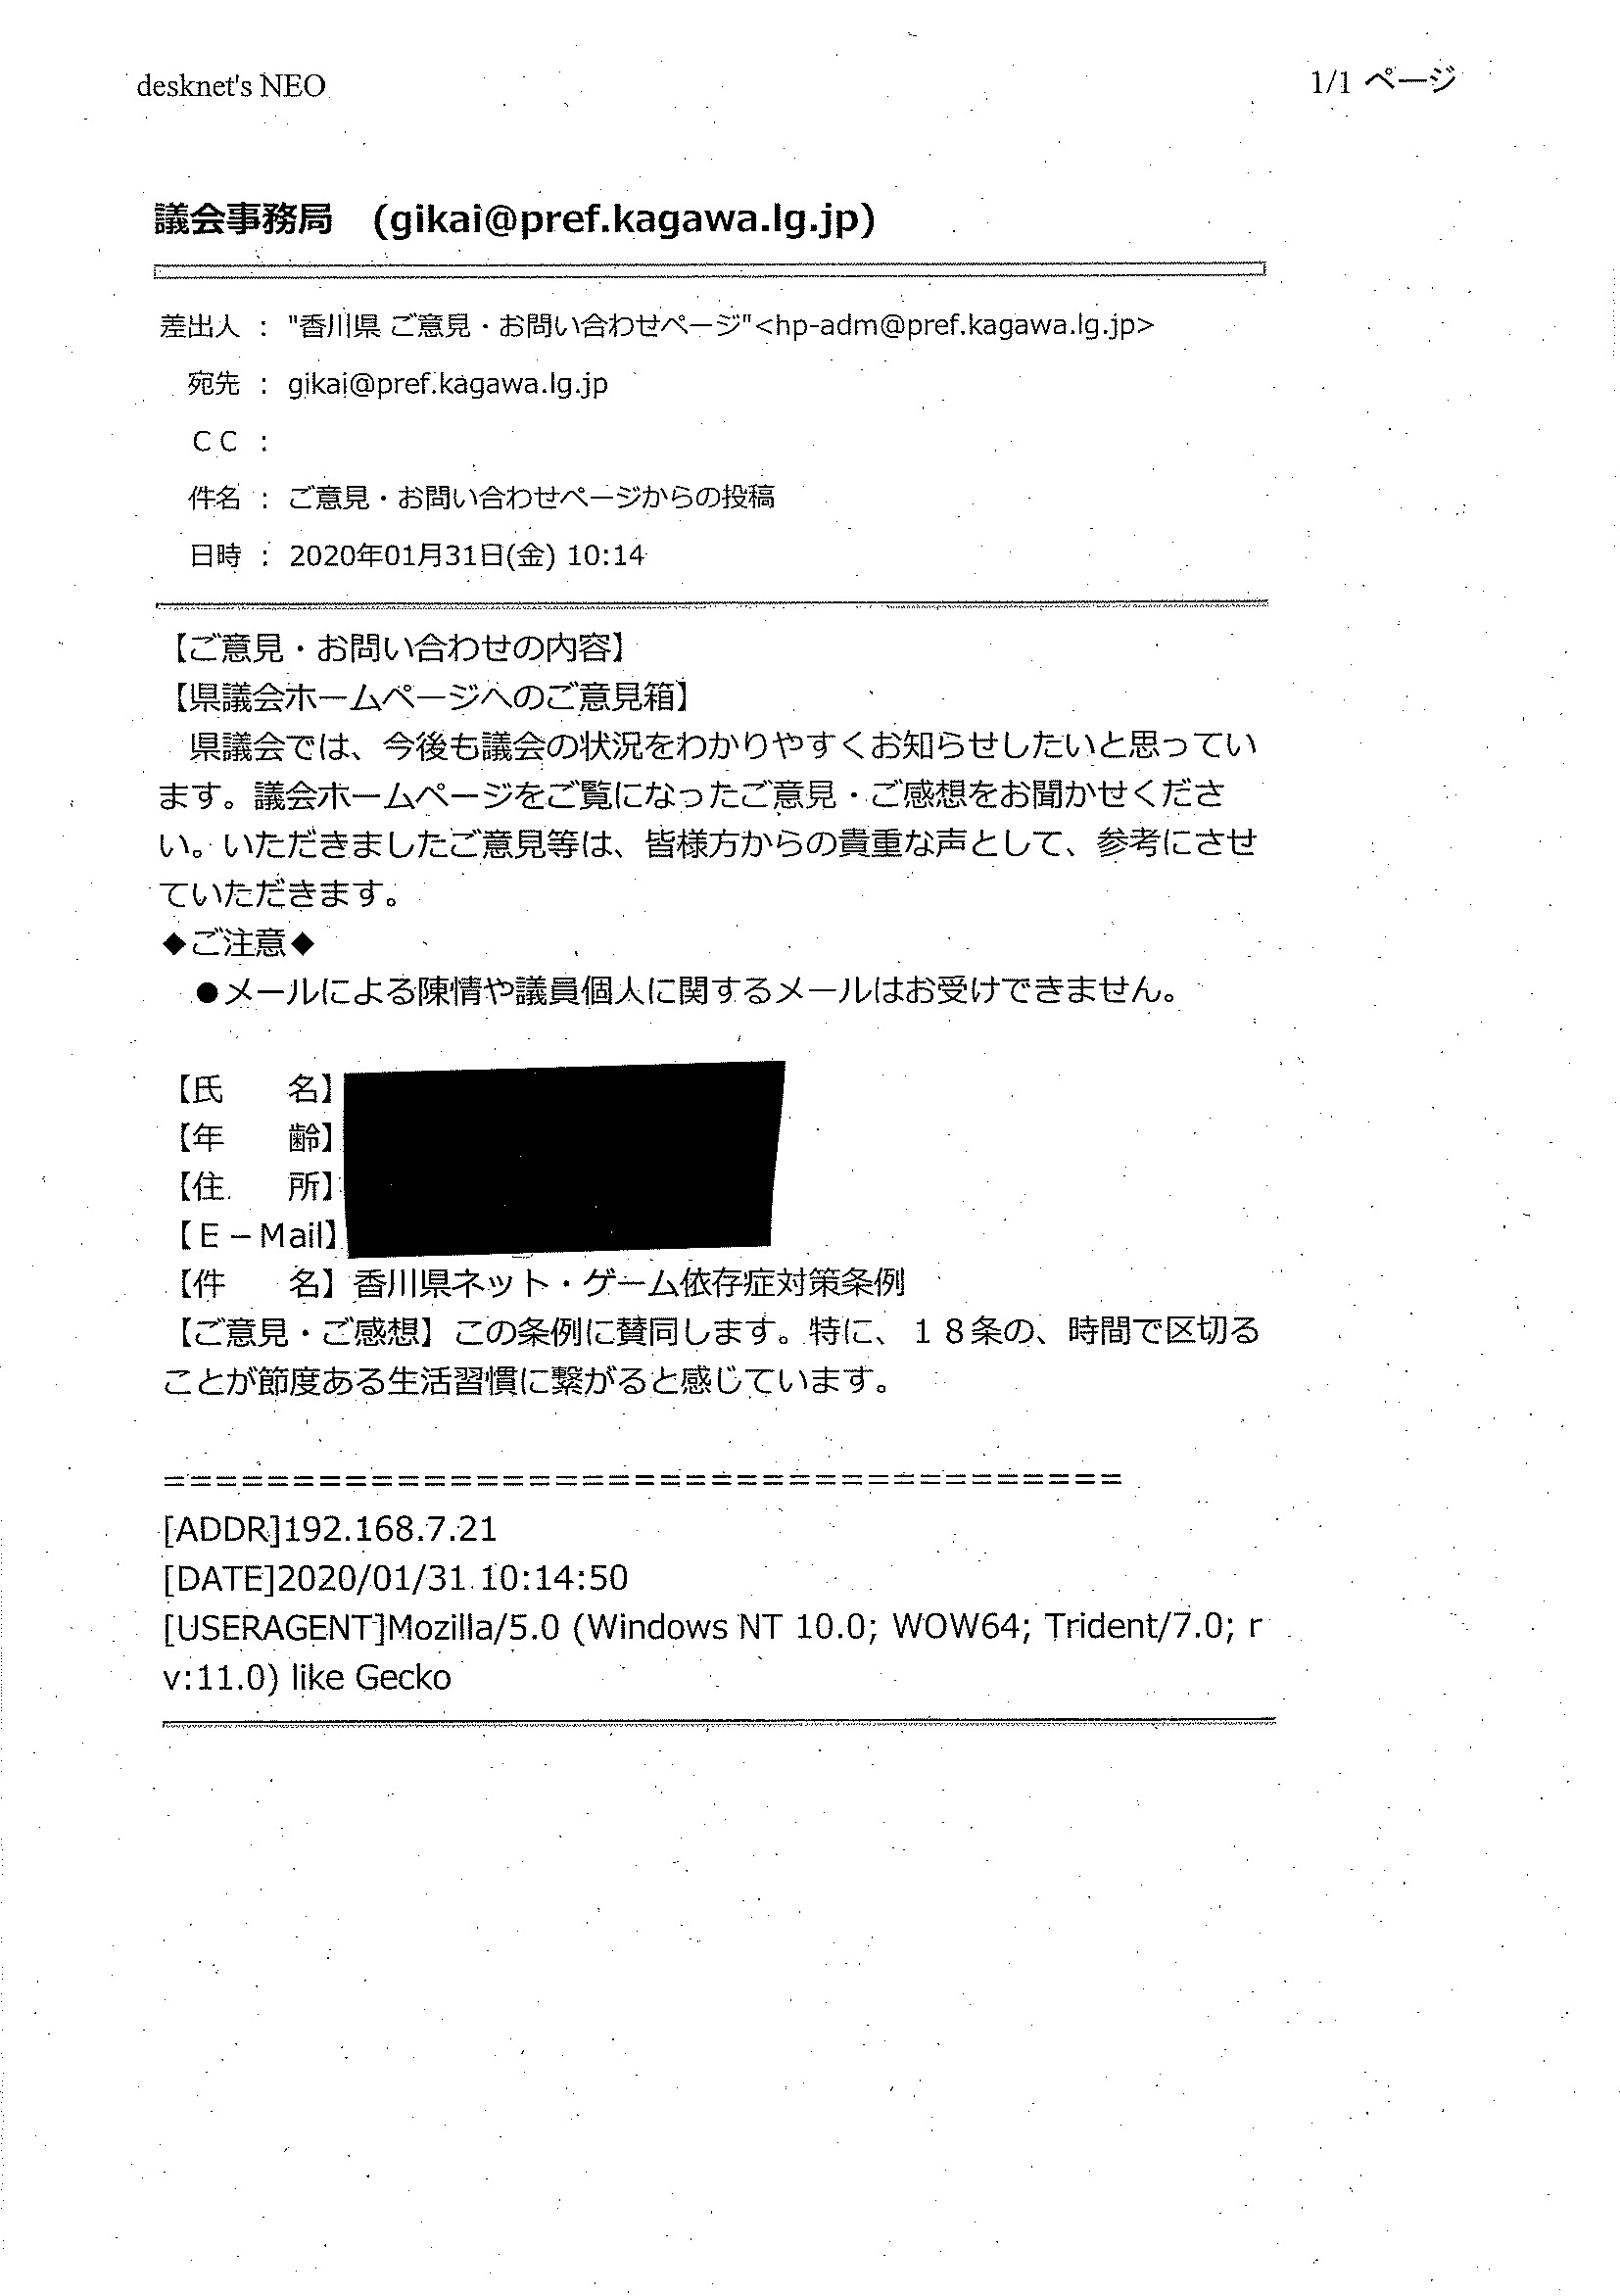 desknet's NEO
1/1 ページ
議会事務局　(gikai@pref.kagawa.lg.jp)
差出人 ： "香川県 ご意見・お問い合わせページ"<hp-adm@pref.kagawa.lg.jp>
宛先 ： gikai@pref.kagawa.lg.jp
ＣＣ ：
件名 ： ご意見・お問い合わせページからの投稿
日時 ： 2020年01月31日(金) 10:14
【ご意見・お問い合わせの内容】
【県議会ホームページへのご意見箱】
　県議会では、今後も議会の状況をわかりやすくお知らせしたいと思ってい
ます。議会ホームページをご覧になったご意見・ご感想をお聞かせくださ
い。いただきましたご意見等は、皆様方からの貴重な声として、参考にさせ
ていただきます。
◆ご注意◆
　●メールによる陳情や議員個人に関するメールはお受けできません。
【氏　　名】
【年　　齢】
【住　　所】
【Ｅ－Mail】
【件　　名】香川県ネット・ゲーム依存症対策条例
【ご意見・ご感想】この条例に賛同します。特に、１８条の、時間で区切る
ことが節度ある生活習慣に繋がると感じています。
=====================================
[ADDR]192.168.7.21
[DATE]2020/01/31 10:14:50
[USERAGENT]Mozilla/5.0 (Windows NT 10.0; WOW64; Trident/7.0; r
v:11.0) like Gecko